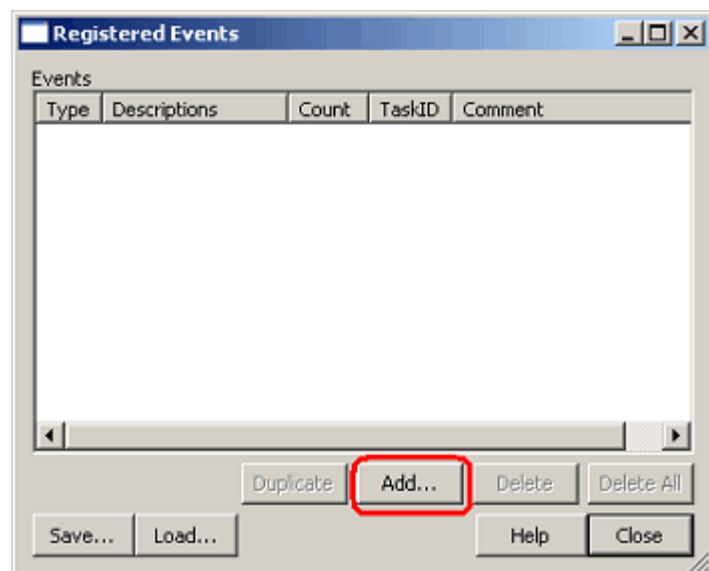 Registered Events
Events
Type Descriptions Count TaskID Comment
Duplicate Add... Delete Delete All
Save... Load... Help Close